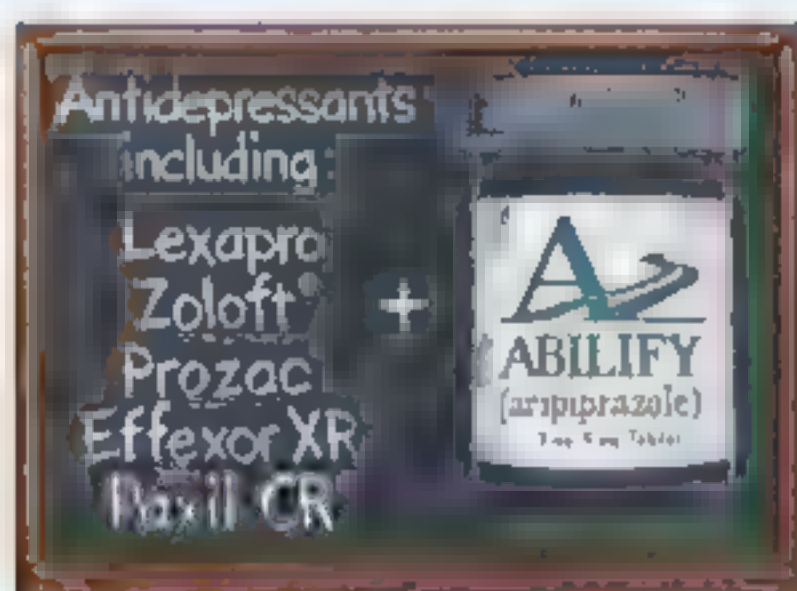 Antidepressants
including:
Lexapro
Zoloft®
Prozac
Effexor XR
Paxil CR
+
A
ABILIFY
(aripiprazole)